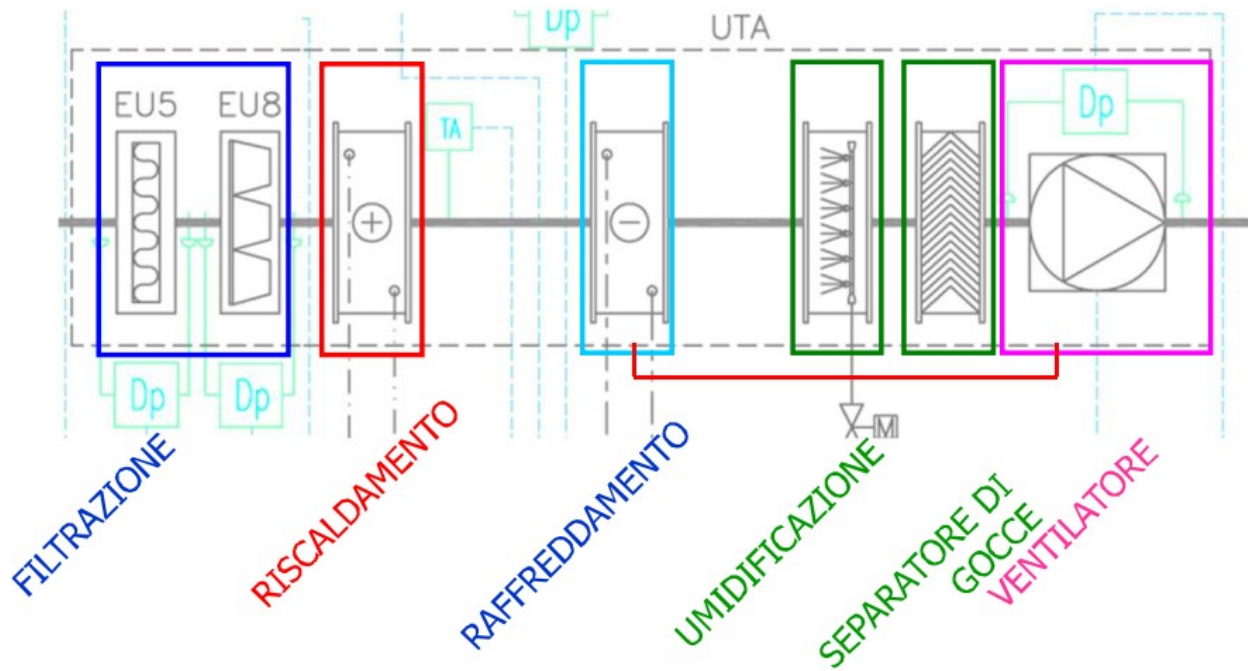 Dp
UTA
EU5
EU8
TA
Dp
Dp
Dp
M
FILTRAZIONE
RISCALDAMENTO
RAFFREDDAMENTO
UMIDIFICAZIONE
SEPARATORE DI
GOCCE
VENTILATORE